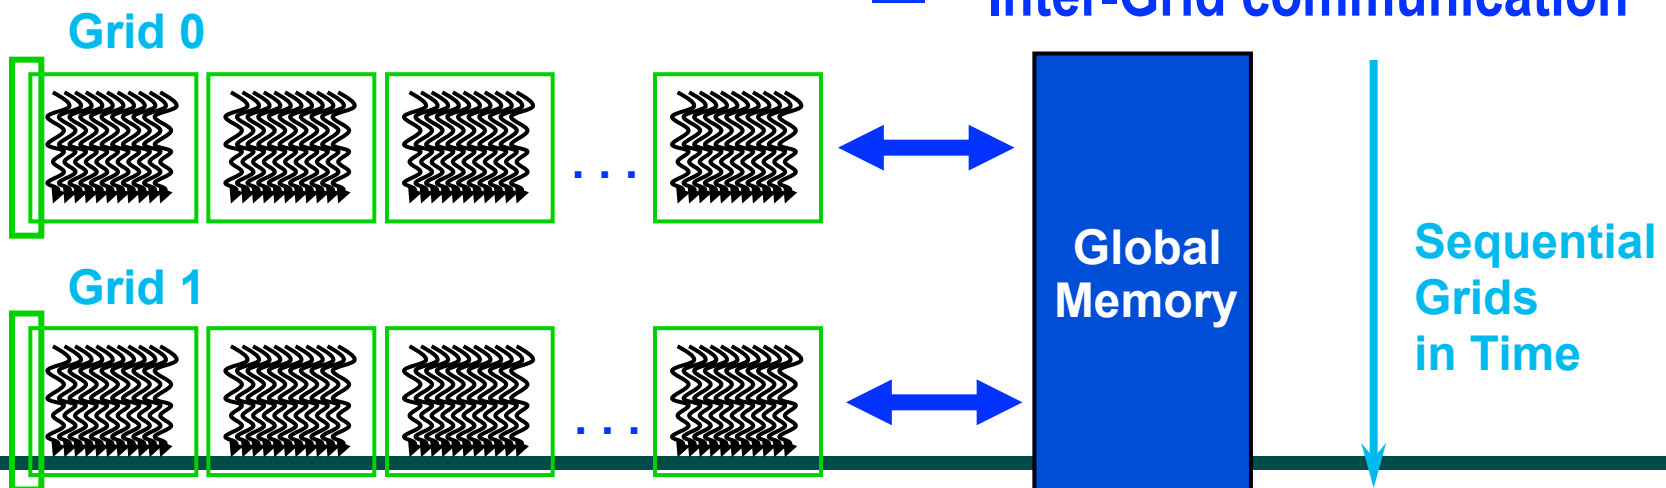 Inter-Grid communication
Grid 0
. . .
Global
Memory
Sequential
Grids
in Time
Grid 1
. . .